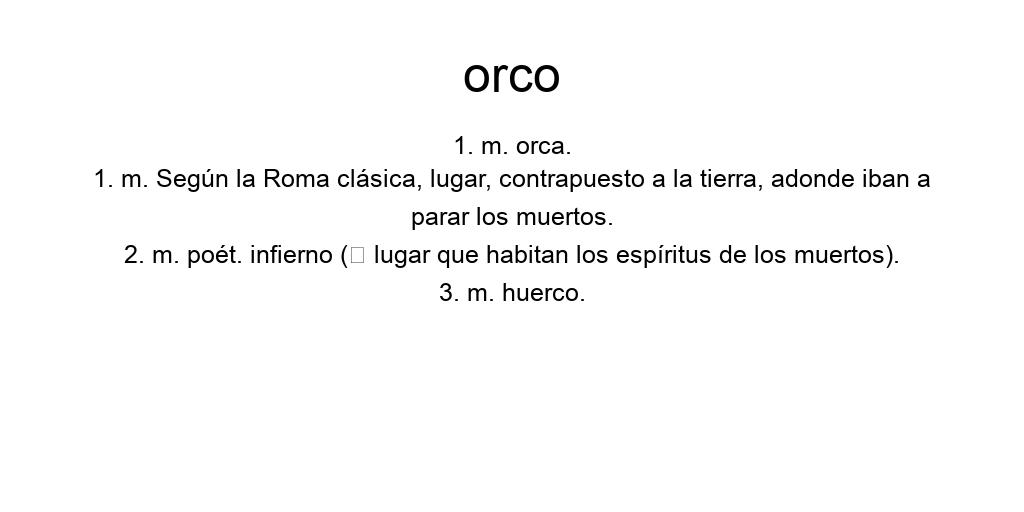 orco
1. m. orca.
1. m. Según la Roma clásica, lugar, contrapuesto a la tierra, adonde iban a
parar los muertos.
2. m. poét. infierno (□ lugar que habitan los espíritus de los muertos).
3. m. huerco.